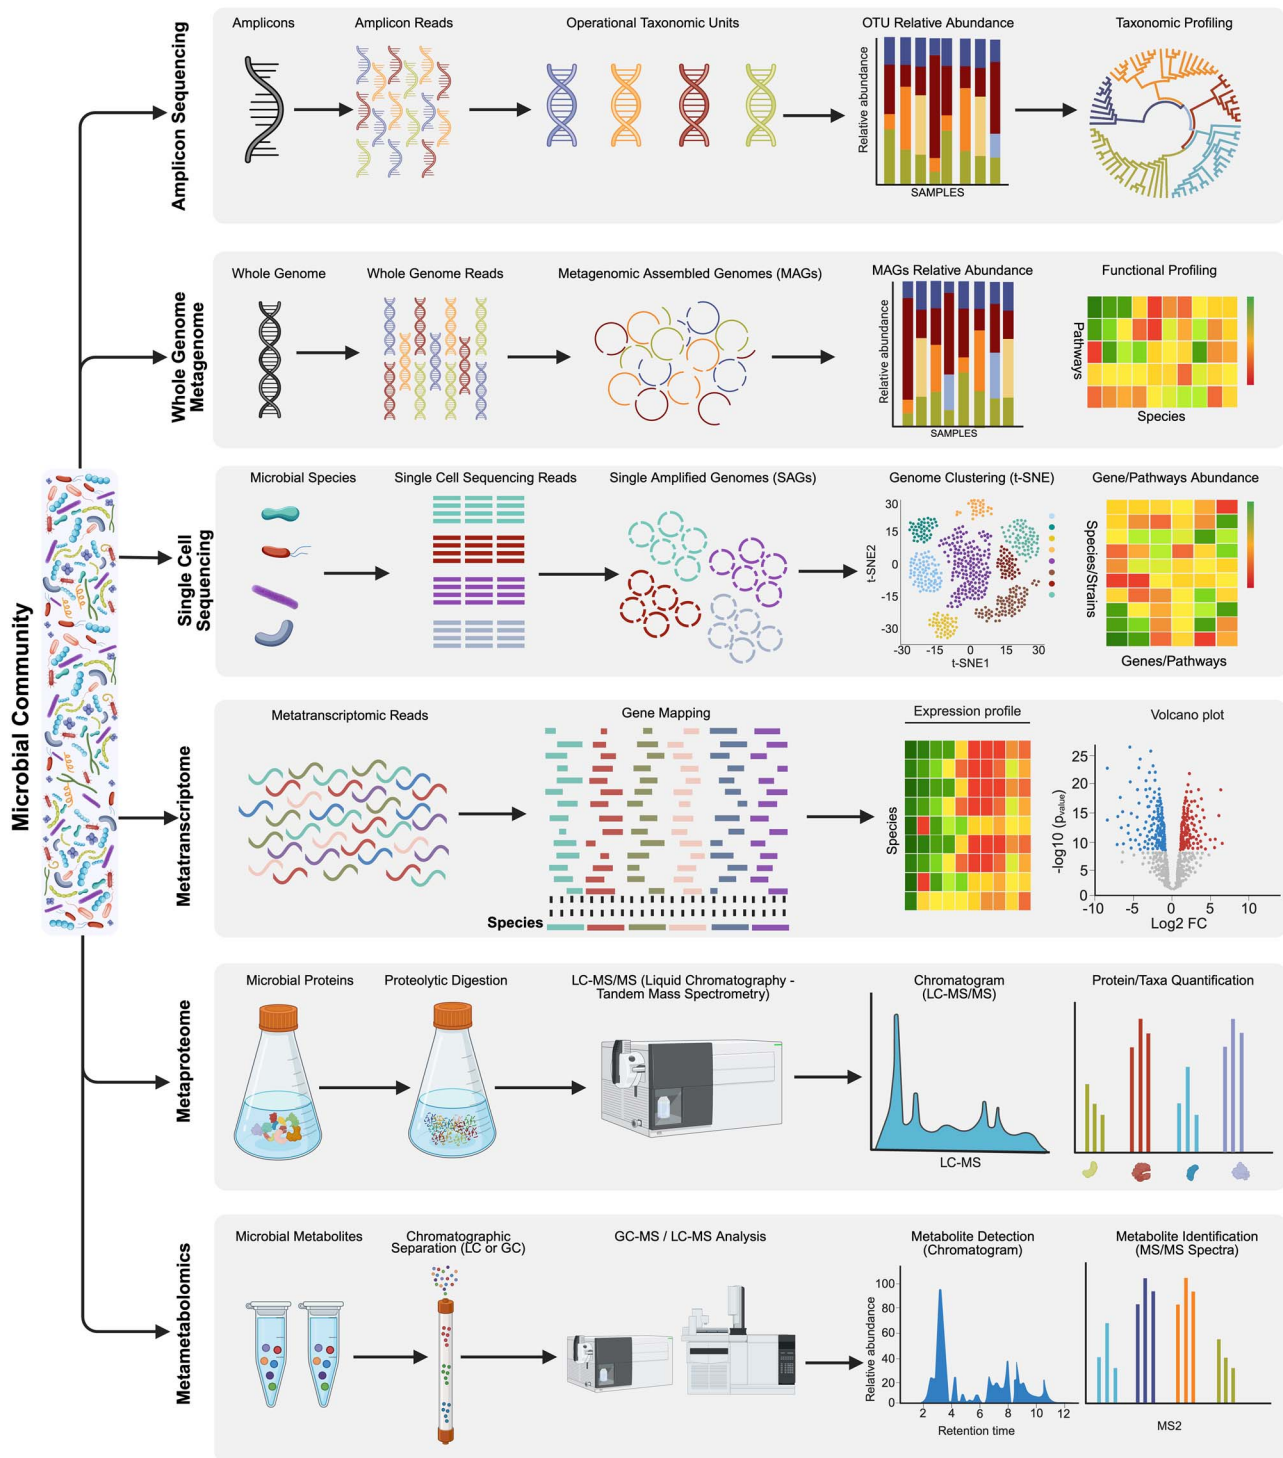 Microbial Community
Amplicon Sequencing
Amplicons
Amplicon Reads
Operational Taxonomic Units
OTU Relative Abundance
Relative abundance
SAMPLES
Taxonomic Profiling
Whole Genome
Metagenome
Whole Genome
Whole Genome Reads
Metagenomic Assembled Genomes (MAGs)
MAGs Relative Abundance
Relative abundance
SAMPLES
Functional Profiling
Pathways
Species
Single Cell
Sequencing
Microbial Species
Single Cell Sequencing Reads
Single Amplified Genomes (SAGs)
Genome Clustering (t-SNE)
t-SNE2
30
15
0
-15
-30
-30 -15 0 15 30
t-SNE1
Gene/Pathways Abundance
Species/Strains
Genes/Pathways
Metatranscriptome
Metatranscriptomic Reads
Gene Mapping
Species
Expression profile
Species
Volcano plot
-log10 (pvalue)
25
20
15
10
5
0
-10 -5 0 5 10
Log2 FC
Metaproteome
Microbial Proteins
Proteolytic Digestion
LC-MS/MS (Liquid Chromatography -
Tandem Mass Spectrometry)
Chromatogram
(LC-MS/MS)
LC-MS
Protein/Taxa Quantification
Metametabolomics
Microbial Metabolites
Chromatographic
Separation (LC or GC)
GC-MS / LC-MS Analysis
Metabolite Detection
(Chromatogram)
Relative abundance
100
80
60
40
20
0
2 4 6 8 10 12
Retention time
Metabolite Identification
(MS/MS Spectra)
MS2